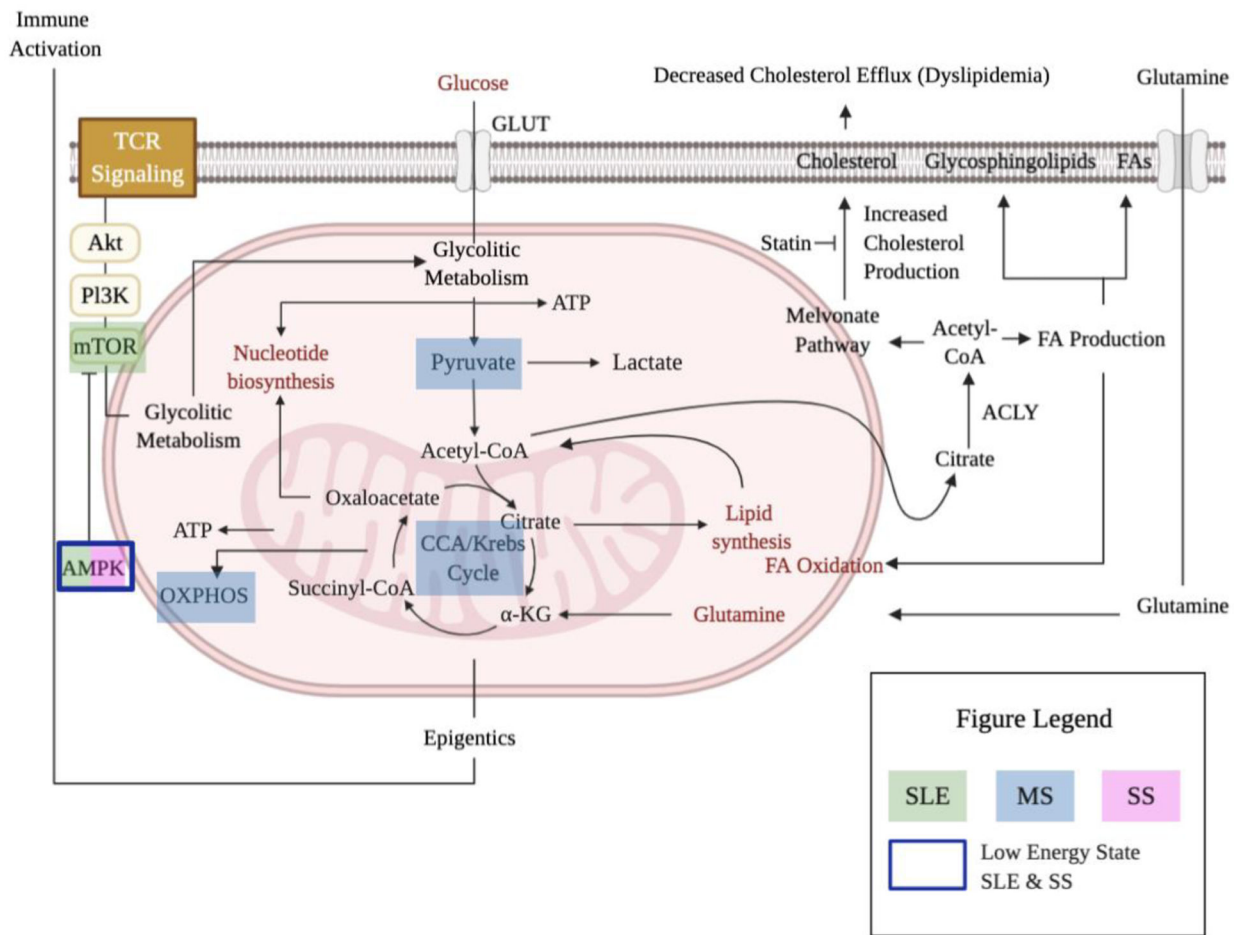 Immune
Activation
Glucose
Decreased Cholesterol Efflux (Dyslipidemia)
Glutamine
GLUT
TCR
Signaling
Cholesterol
Glycosphingolipids
FAs
Akt
Pl3K
mTOR
Glycolitic
Metabolism
Statin
Increased
Cholesterol
Production
ATP
Nucleotide
biosynthesis
Pyruvate
Lactate
Melvonate
Pathway
Acetyl-
CoA
FA Production
Glycolitic
Metabolism
ACLY
Acetyl-CoA
Citrate
Oxaloacetate
Citrate
Lipid
synthesis
ATP
CCA/Krebs
Cycle
FA Oxidation
AMPK
OXPHOS
Succinyl-CoA
α-KG
Glutamine
Glutamine
Epigentics
Figure Legend
SLE
MS
SS
Low Energy State
SLE & SS